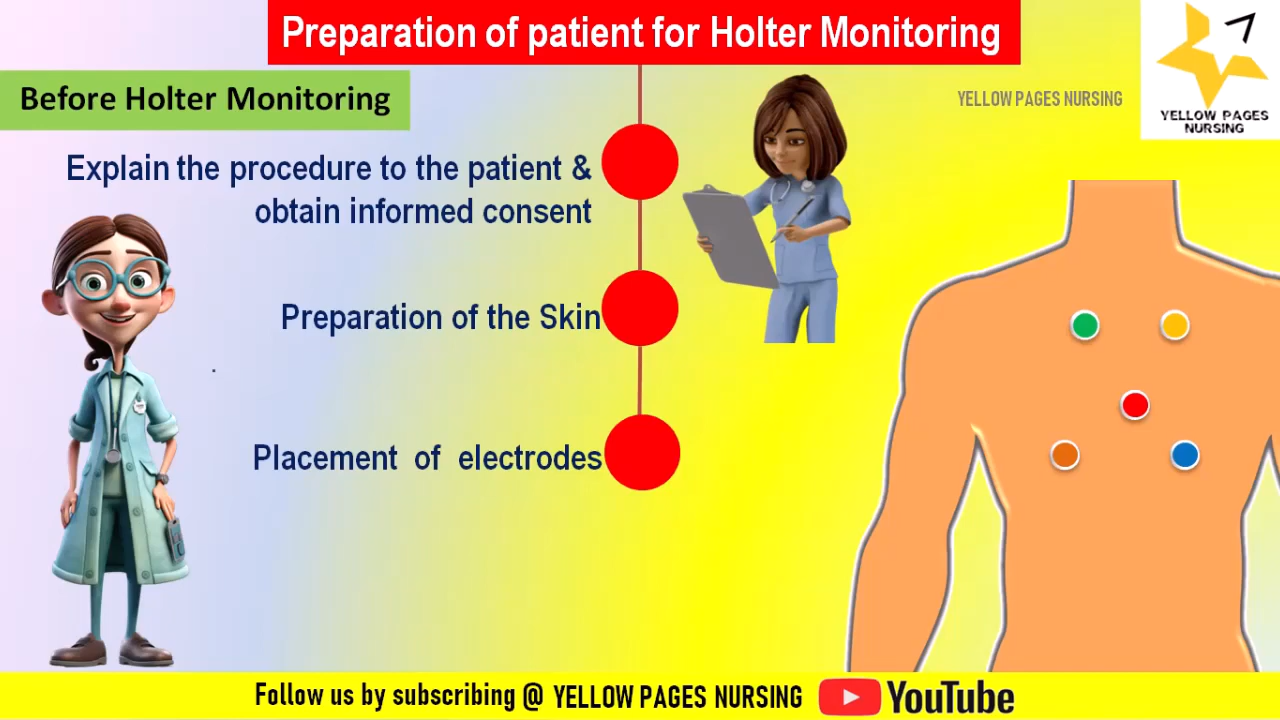 Preparation of patient for Holter Monitoring
Before Holter Monitoring
YELLOW PAGES NURSING
YELLOW PAGES
NURSING
Explain the procedure to the patient &
obtain informed consent
Preparation of the Skin
Placement of electrodes
Follow us by subscribing @ YELLOW PAGES NURSING YouTube